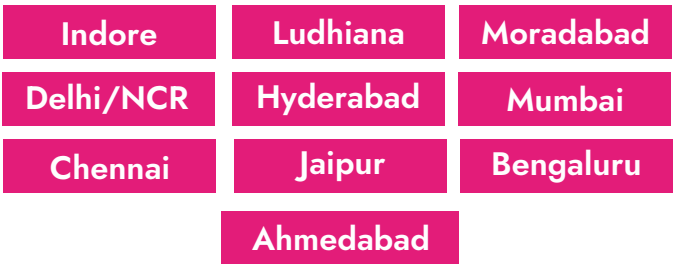 Indore Ludhiana Moradabad
Delhi/NCR Hyderabad Mumbai
Chennai Jaipur Bengaluru
Ahmedabad